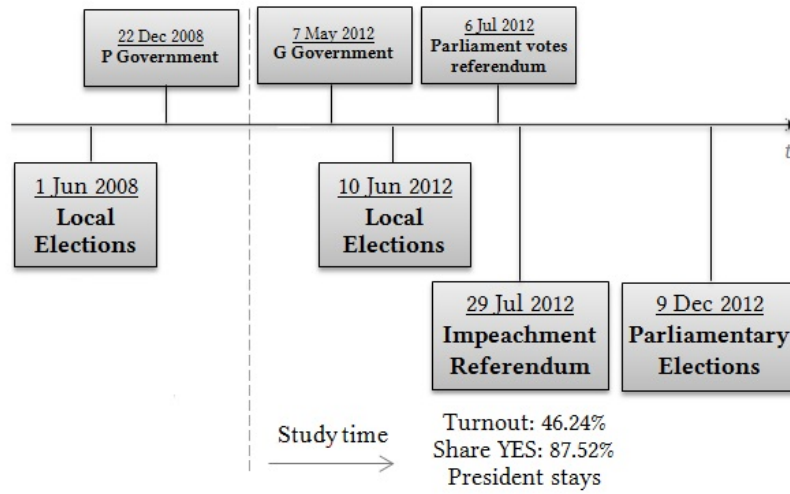 22 Dec 2008
P Government
7 May 2012
G Government
6 Jul 2012
Parliament votes
referendum
t
1 Jun 2008
Local
Elections
10 Jun 2012
Local
Elections
29 Jul 2012
Impeachment
Referendum
9 Dec 2012
Parliamentary
Elections
Study time
Turnout: 46.24%
Share YES: 87.52%
President stays